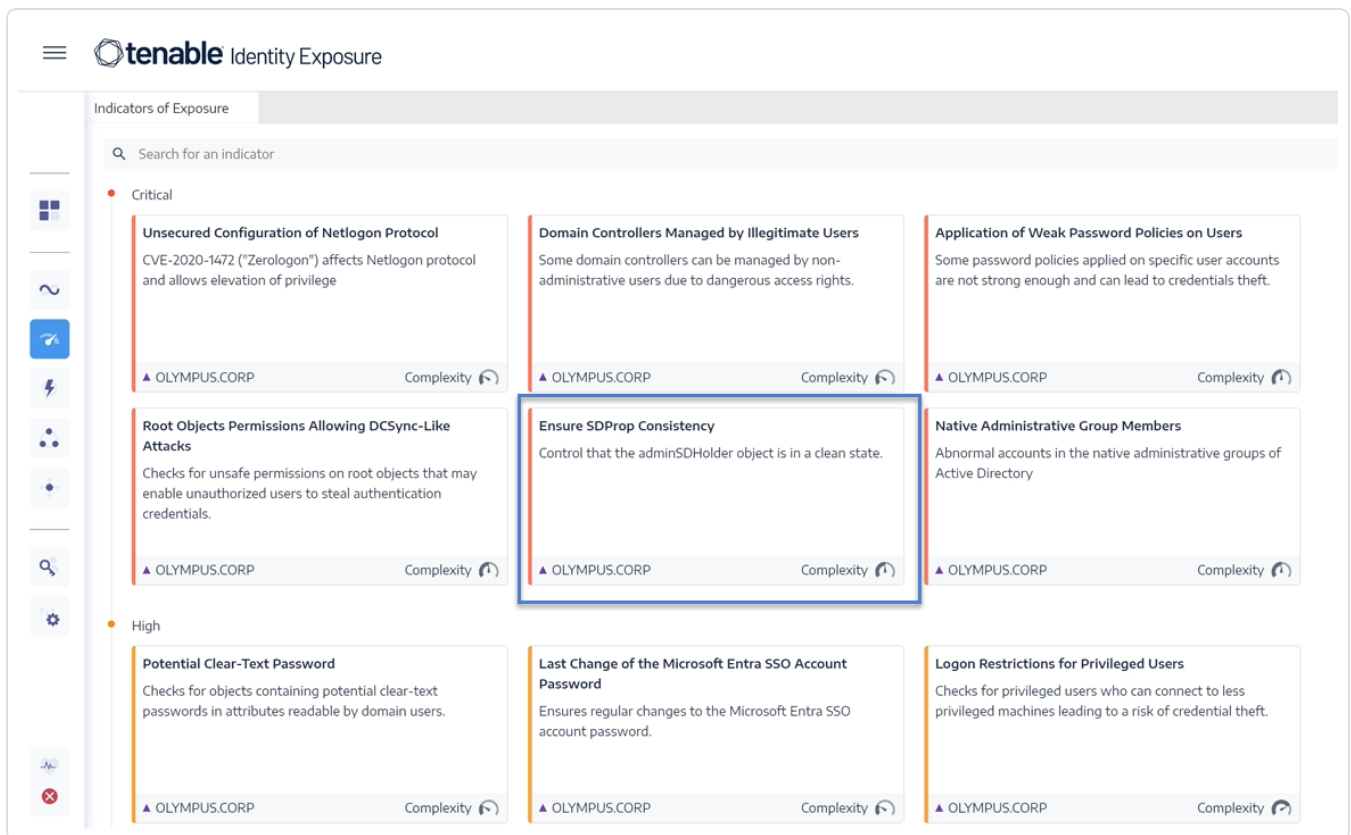 tenable Identity Exposure
Indicators of Exposure
Search for an indicator
Critical
Unsecured Configuration of Netlogon Protocol
CVE-2020-1472 ("Zerologon") affects Netlogon protocol
and allows elevation of privilege
OLYMPUS.CORP
Complexity
Domain Controllers Managed by Illegitimate Users
Some domain controllers can be managed by non-
administrative users due to dangerous access rights.
OLYMPUS.CORP
Complexity
Application of Weak Password Policies on Users
Some password policies applied on specific user accounts
are not strong enough and can lead to credentials theft.
OLYMPUS.CORP
Complexity
Root Objects Permissions Allowing DCSync-Like
Attacks
Checks for unsafe permissions on root objects that may
enable unauthorized users to steal authentication
credentials.
OLYMPUS.CORP
Complexity
Ensure SDProp Consistency
Control that the adminSDHolder object is in a clean state.
OLYMPUS.CORP
Complexity
Native Administrative Group Members
Abnormal accounts in the native administrative groups of
Active Directory
OLYMPUS.CORP
Complexity
High
Potential Clear-Text Password
Checks for objects containing potential clear-text
passwords in attributes readable by domain users.
OLYMPUS.CORP
Complexity
Last Change of the Microsoft Entra SSO Account
Password
Ensures regular changes to the Microsoft Entra SSO
account password.
OLYMPUS.CORP
Complexity
Logon Restrictions for Privileged Users
Checks for privileged users who can connect to less
privileged machines leading to a risk of credential theft.
OLYMPUS.CORP
Complexity